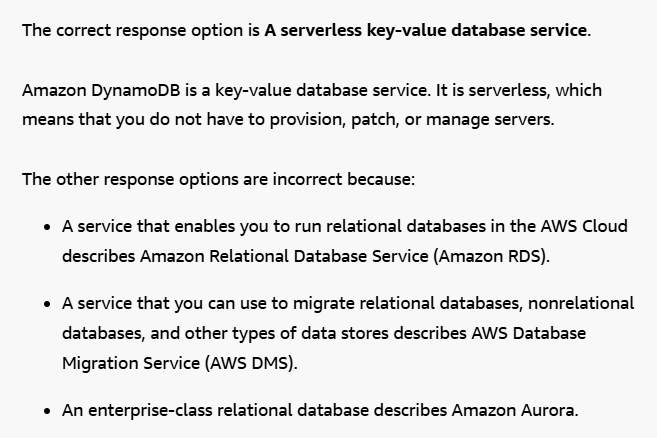 The correct response option is A serverless key-value database service.
Amazon DynamoDB is a key-value database service. It is serverless, which
means that you do not have to provision, patch, or manage servers.
The other response options are incorrect because:
• A service that enables you to run relational databases in the AWS Cloud
describes Amazon Relational Database Service (Amazon RDS).
• A service that you can use to migrate relational databases, nonrelational
databases, and other types of data stores describes AWS Database
Migration Service (AWS DMS).
• An enterprise-class relational database describes Amazon Aurora.